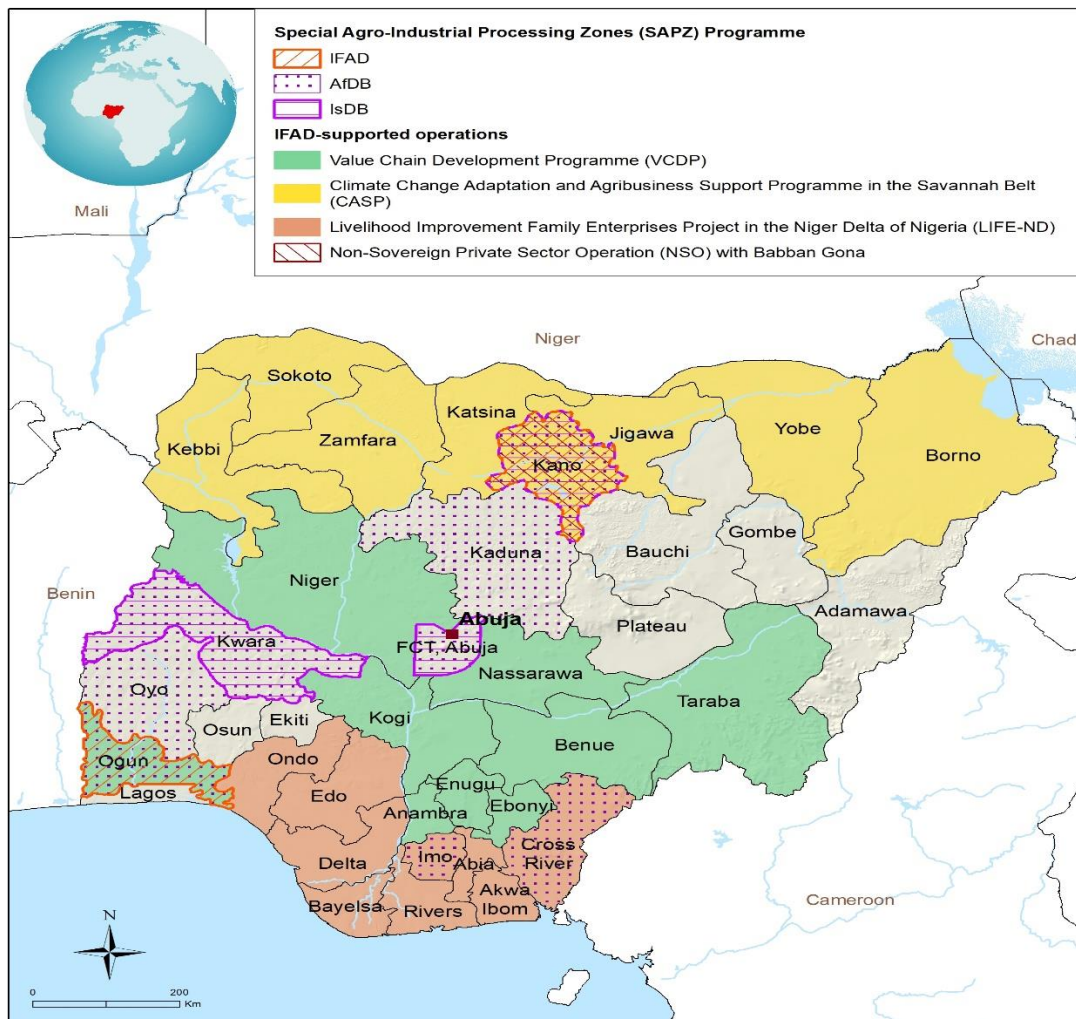 Special Agro-Industrial Processing Zones (SAPZ) Programme
IFAD
AfDB
IsDB
IFAD-supported operations
Value Chain Development Programme (VCDP)
Climate Change Adaptation and Agribusiness Support Programme in the Savannah Belt
(CASP)
Livelihood Improvement Family Enterprises Project in the Niger Delta of Nigeria (LIFE-ND)
Non-Sovereign Private Sector Operation (NSO) with Babban Gona
Mali
Niger
Chad
Sokoto
Katsina
Zamfara
Jigawa
Yobe
Kebbi
Borno
Kano
Gombe
Bauchi
Kaduna
Niger
Benin
Adamawa
Abuja
Plateau
Kwara
FCT, Abuja
Nassarawa
Oyo
Taraba
Kogi
Osun
Ekiti
Benue
Ondo
Ogun
Enugu
Lagos
Edo
Ebonyi
Anambra
Cross
River
Imo
Abia
Delta
Akwa
Ibom
Bayelsa
Rivers
Cameroon
N
0 200
Km